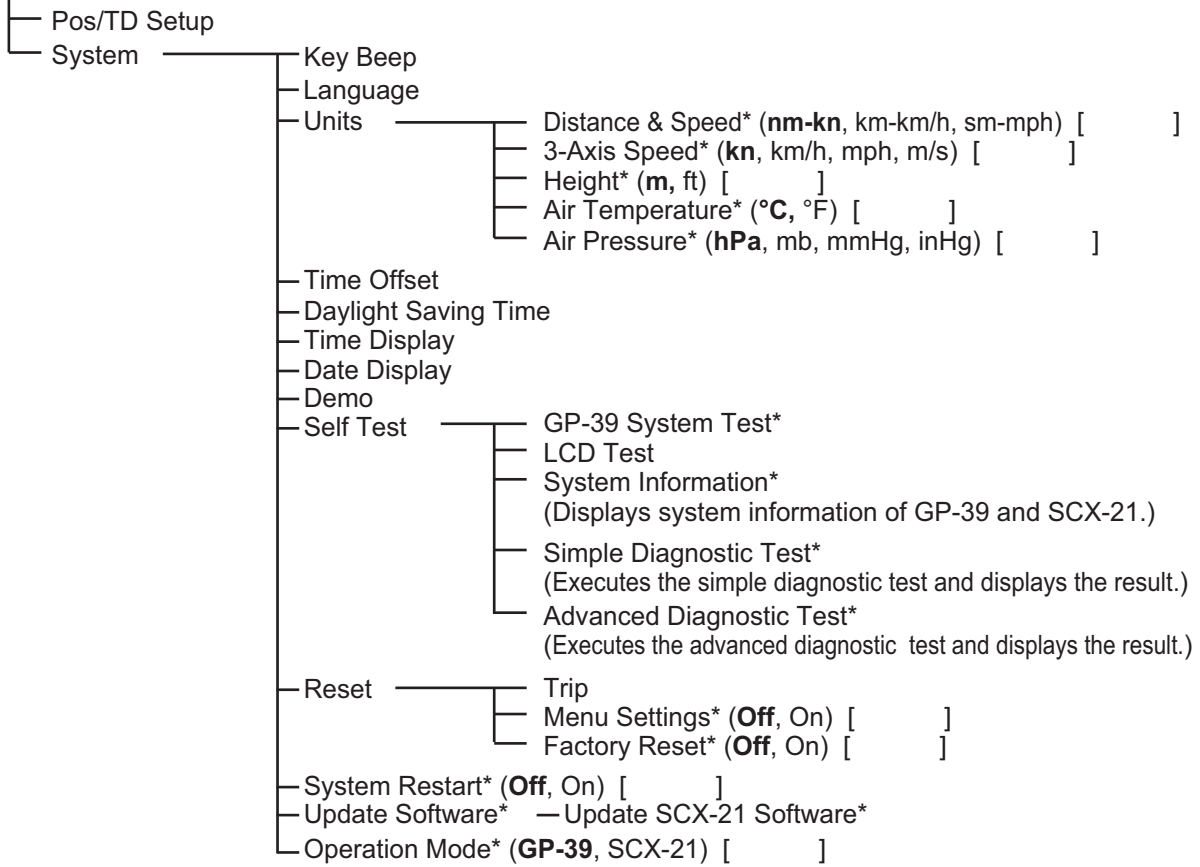 Pos/TD Setup
System
Key Beep
Language
Units
Distance & Speed* (nm-kn, km-km/h, sm-mph) [ ]
3-Axis Speed* (kn, km/h, mph, m/s) [ ]
Height* (m, ft) [ ]
Air Temperature* (°C, °F) [ ]
Air Pressure* (hPa, mb, mmHg, inHg) [ ]
Time Offset
Daylight Saving Time
Time Display
Date Display
Demo
Self Test
GP-39 System Test*
LCD Test
System Information*
(Displays system information of GP-39 and SCX-21.)
Simple Diagnostic Test*
(Executes the simple diagnostic test and displays the result.)
Advanced Diagnostic Test*
(Executes the advanced diagnostic test and displays the result.)
Reset
Trip
Menu Settings* (Off, On) [ ]
Factory Reset* (Off, On) [ ]
System Restart* (Off, On) [ ]
Update Software* — Update SCX-21 Software*
Operation Mode* (GP-39, SCX-21) [ ]